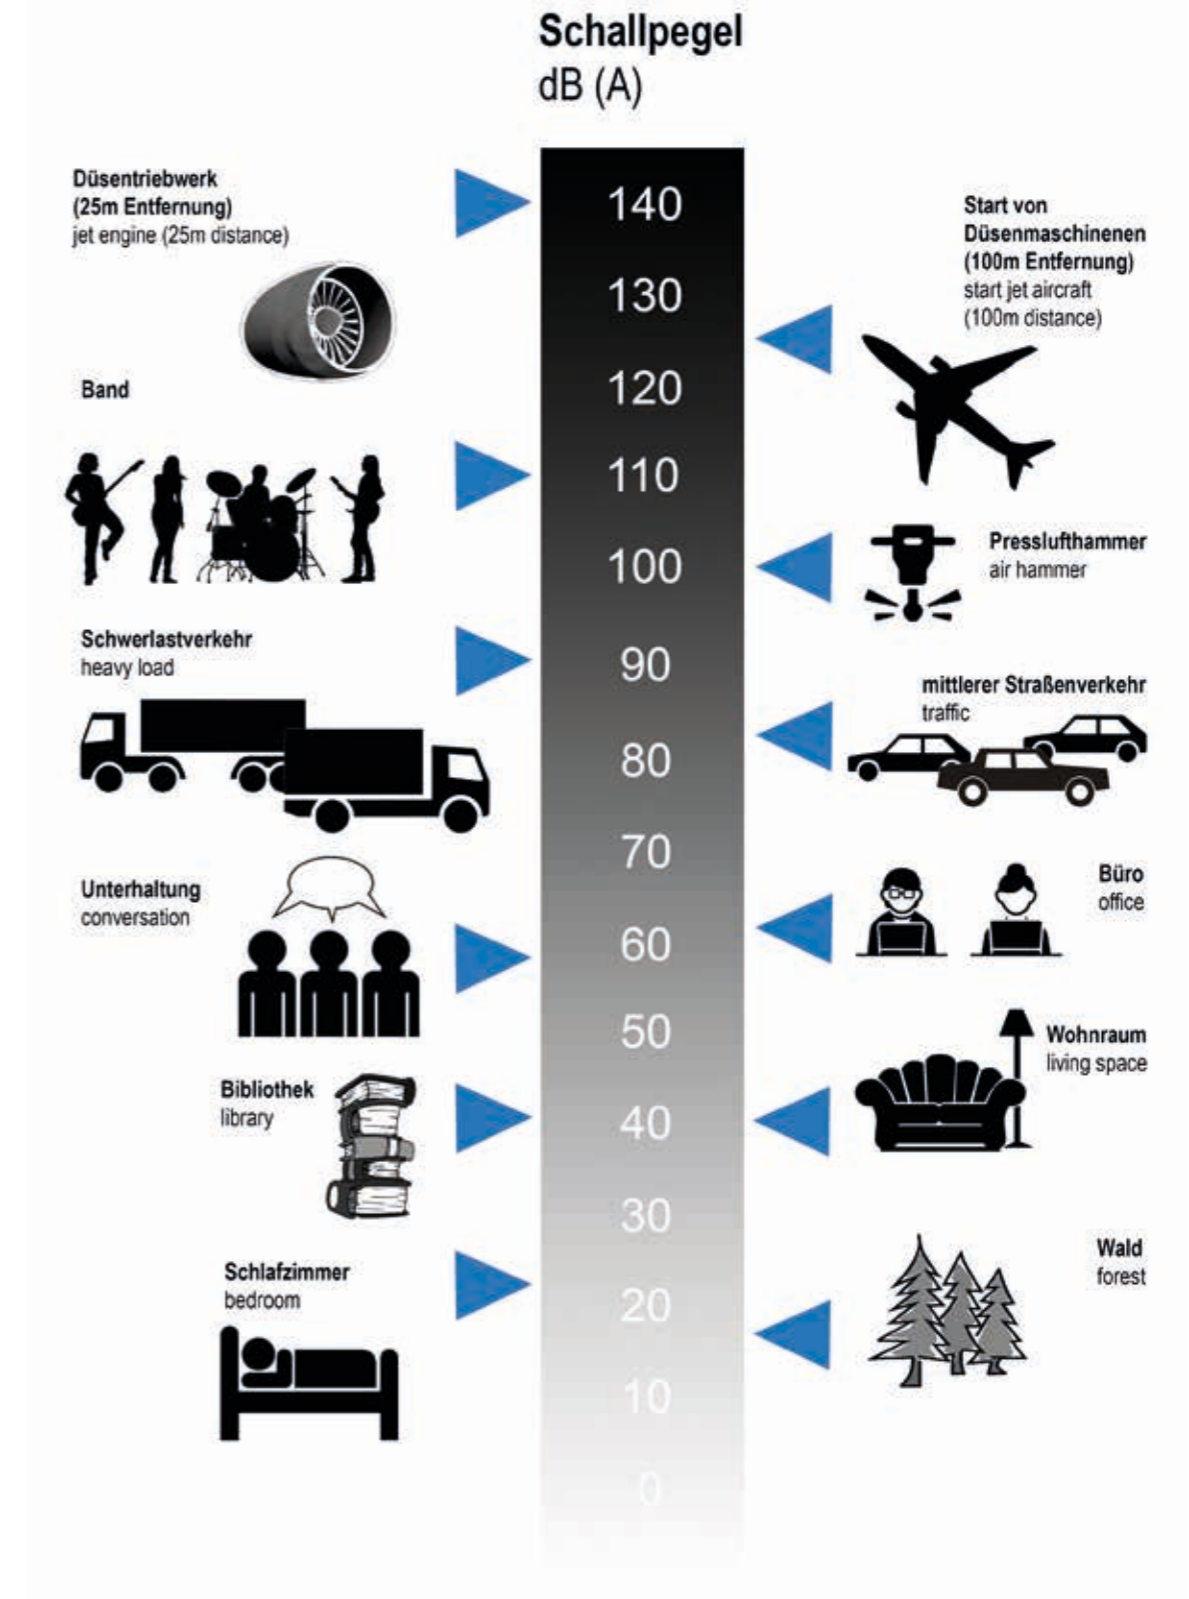 Schallpegel
dB (A)
Düsentriebwerk
(25m Entfernung)
jet engine (25m distance)
Band
Schwerlastverkehr
heavy load
Unterhaltung
conversation
Bibliothek
library
Schlafzimmer
bedroom
140
130
120
110
100
90
80
70
60
50
40
30
20
10
0
Start von
Düsenmaschinenen
(100m Entfernung)
start jet aircraft
(100m distance)
Presslufthammer
air hammer
mittlerer Straßenverkehr
traffic
Büro
office
Wohnraum
living space
Wald
forest